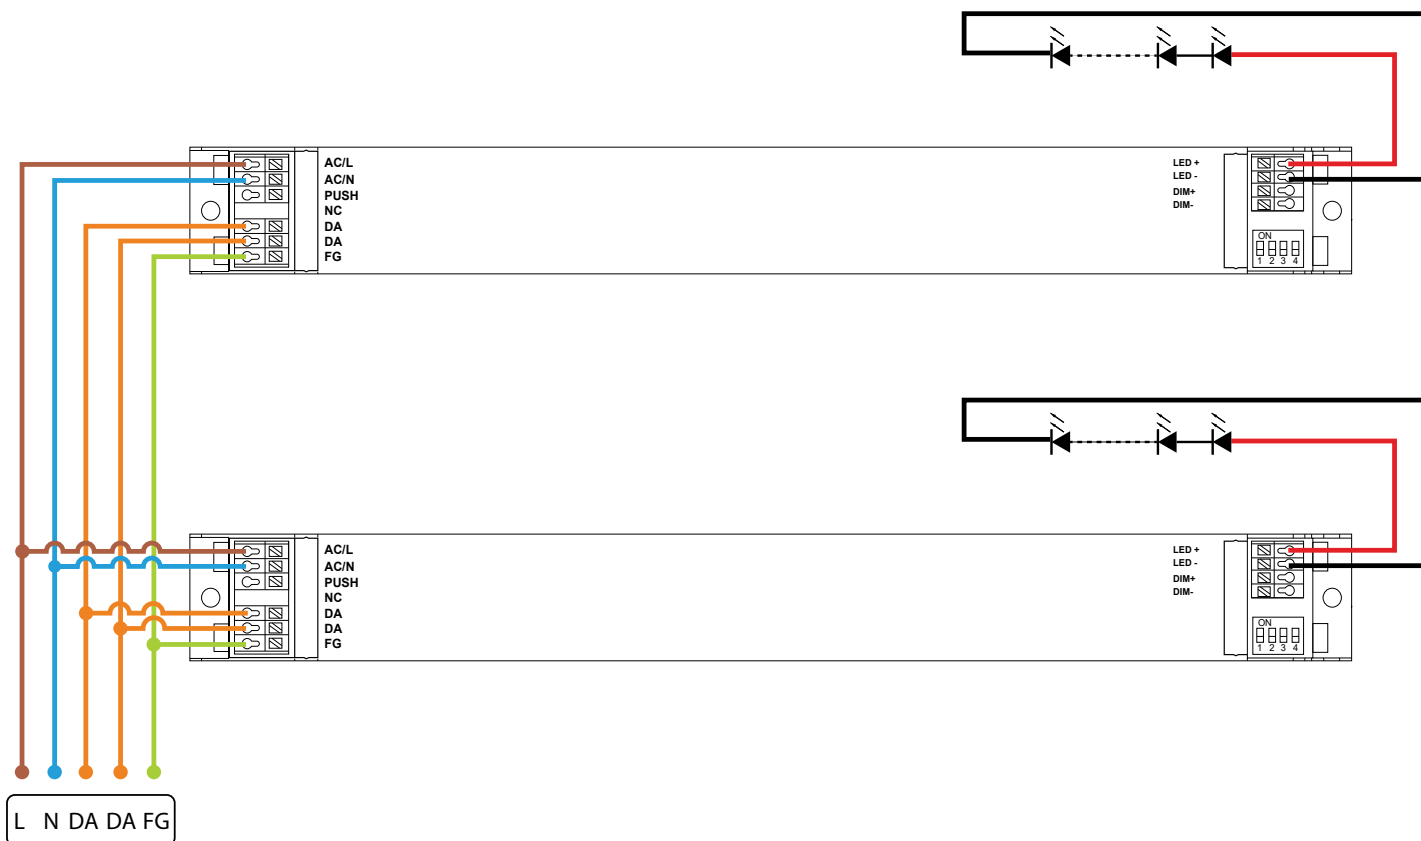 AC/L
AC/N
PUSH
NC
DA
DA
FG
LED +
LED -
DIM+
DIM-
ON
1 2 3 4
AC/L
AC/N
PUSH
NC
DA
DA
FG
LED +
LED -
DIM+
DIM-
ON
1 2 3 4
L N DA DA FG